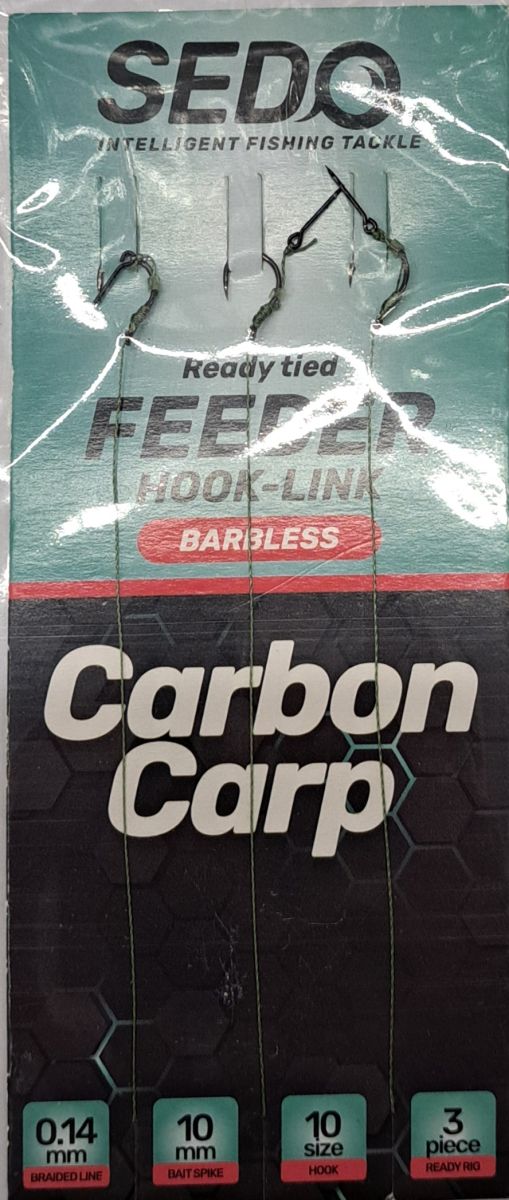 SEDO
INTELLIGENT FISHING TACKLE
Ready tied
FEEDER
HOOK-LINK
BARBLESS
Carbon
Carp
0.14
mm
BRAIDED LINE
10
mm
BAIT SPIKE
10
size
HOOK
3
piece
READY RIG